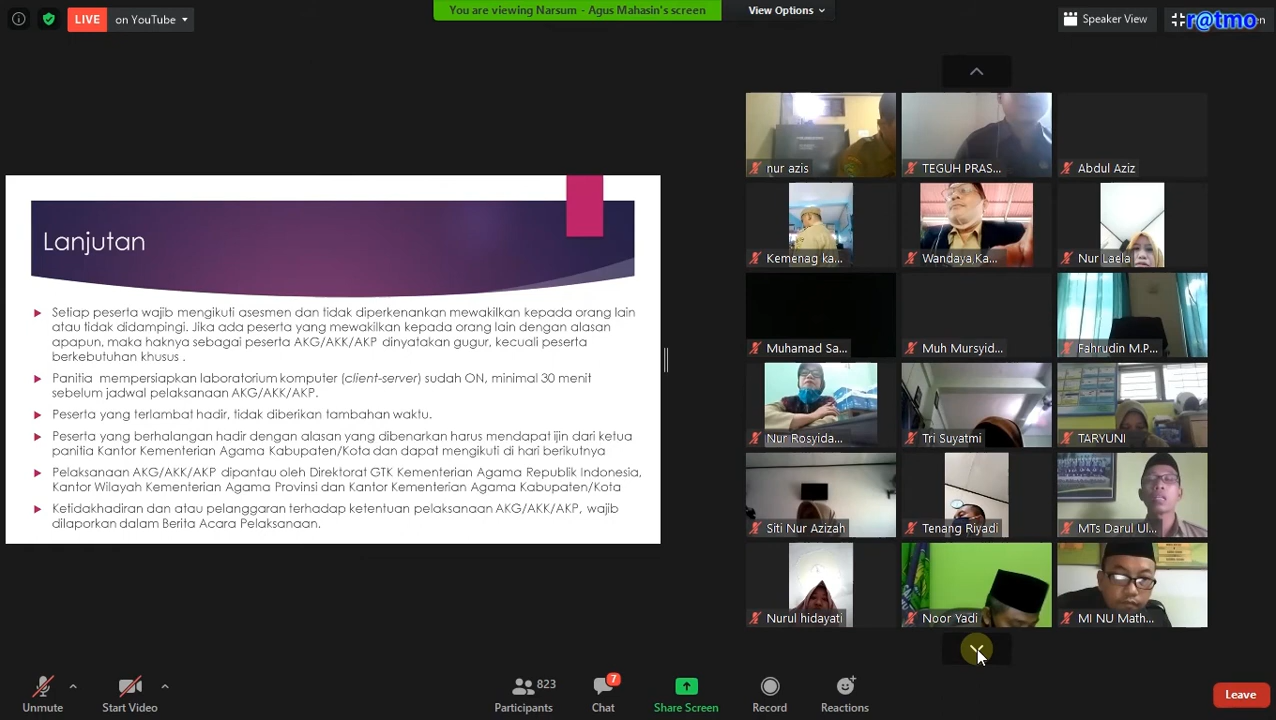 LIVE on YouTube
You are viewing Narsum - Agus Mahasin's screen
View Options
Speaker View
r@tmo
en
Lanjutan
Setiap peserta wajib mengikuti asesmen dan tidak diperkenankan mewakilkan kepada orang lain
atau tidak didampingi. Jika ada peserta yang mewakilkan kepada orang lain dengan alasan
apapun, maka haknya sebagai peserta AKG/AKK/AKP dinyatakan gugur, kecuali peserta
berkebutuhan khusus .
Panitia mempersiapkan laboratorium komputer (client-server) sudah ON, minimal 30 menit
sebelum jadwal pelaksanaan AKG/AKK/AKP.
Peserta yang terlambat hadir, tidak diberikan tambahan waktu.
Peserta yang berhalangan hadir dengan alasan yang dibenarkan harus mendapat ijin dari ketua
panitia Kantor Kementerian Agama Kabupaten/Kota dan dapat mengikuti di hari berikutnya
Pelaksanaan AKG/AKK/AKP dipantau oleh Direktorat GTK Kementerian Agama Republik Indonesia,
Kantor Wilayah Kementerian Agama Provinsi dan Kantor Kementerian Agama Kabupaten/Kota
Ketidakhadiran dan atau pelanggaran terhadap ketentuan pelaksanaan AKG/AKK/AKP, wajib
dilaporkan dalam Berita Acara Pelaksanaan.
nur azis
TEGUH PRAS...
Abdul Aziz
Kemenag ka...
Wandaya,Ka...
Nur Laela
Muhamad Sa...
Muh Mursyid...
Fahrudin M.P...
Nur Rosyida...
Tri Suyatmi
TARYUNI
Siti Nur Azizah
Tenang Riyadi
MTs Darul Ul...
Nurul hidayati
Noor Yadi
MI NU Math...
Unmute
Start Video
823
Participants
7
Chat
Share Screen
Record
Reactions
Leave